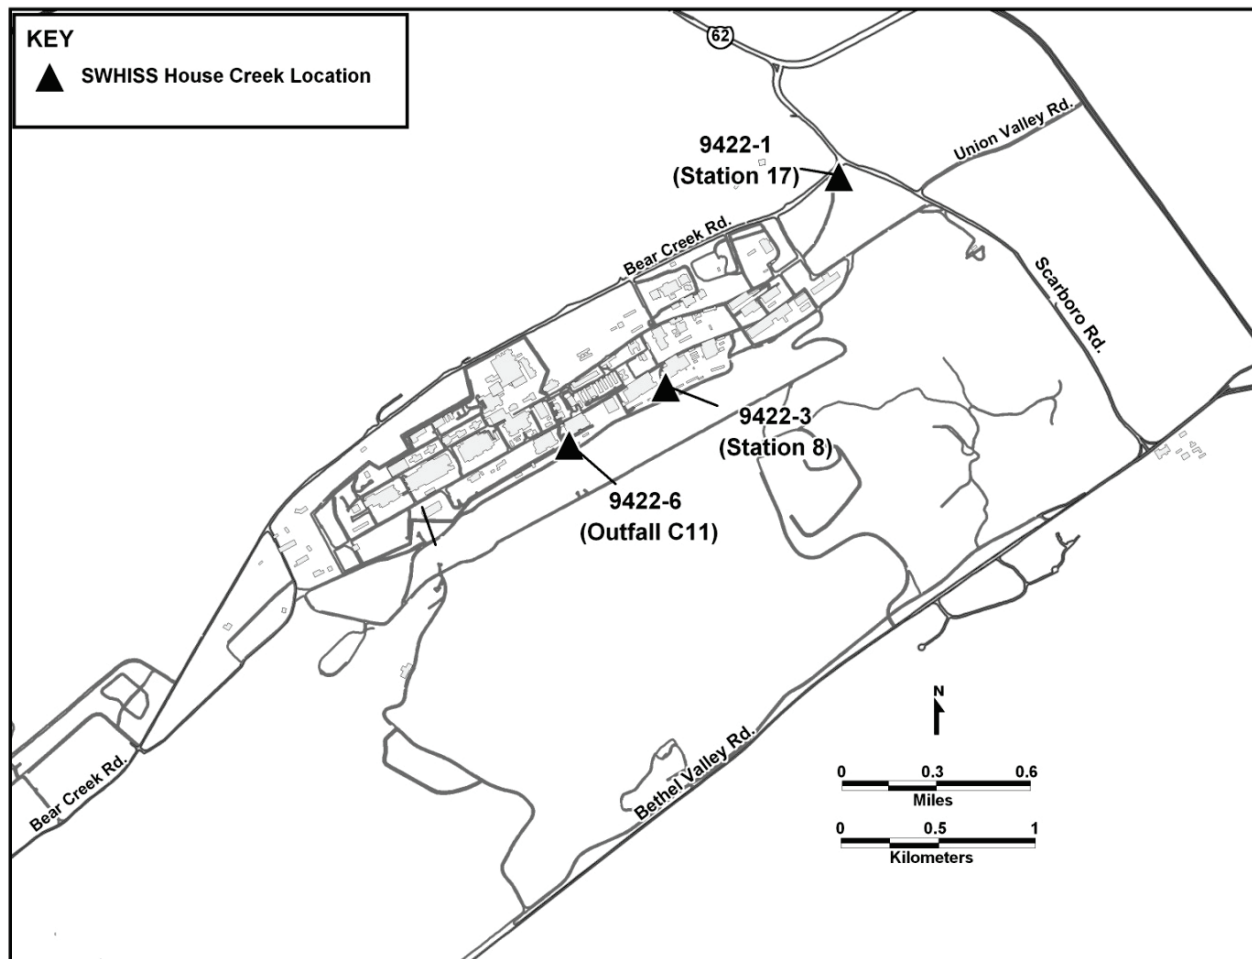 KEY
SWHISS House Creek Location
62
Union Valley Rd.
9422-1
(Station 17)
Bear Creek Rd.
Scarboro Rd.
9422-3
(Station 8)
9422-6
(Outfall C11)
N
0 0.3 0.6
Miles
Bethel Valley Rd.
Bear Creek Rd.
0 0.5 1
Kilometers